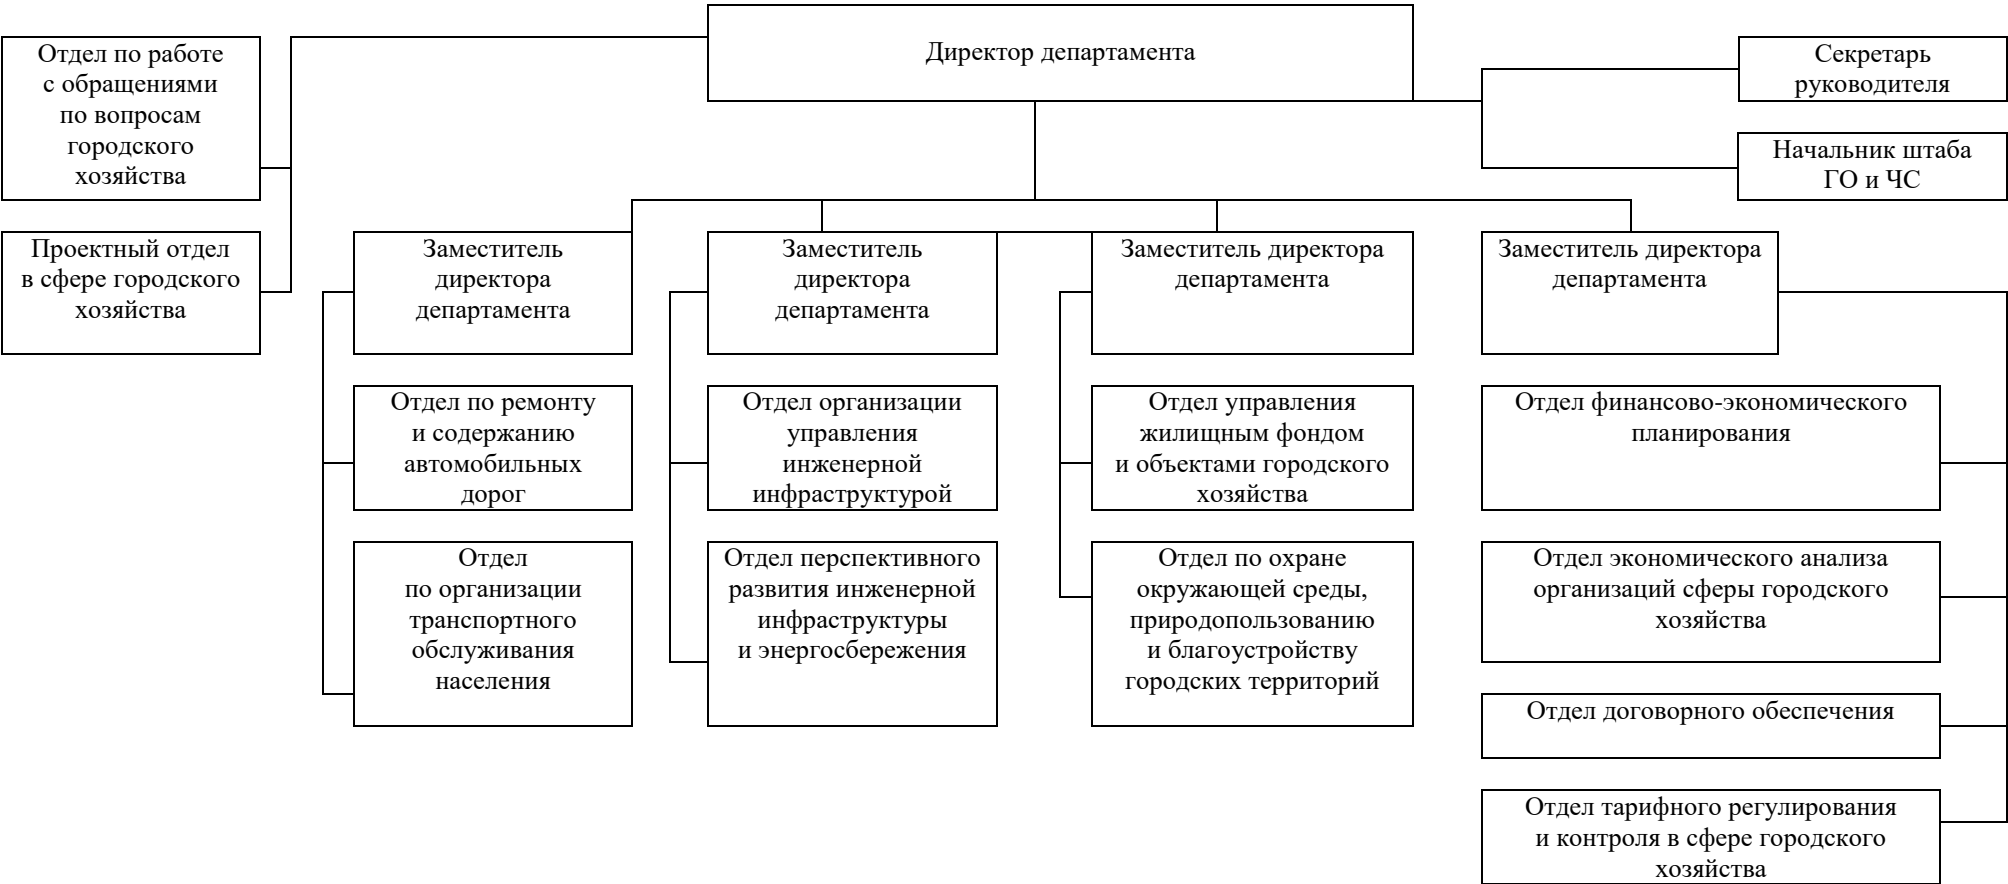 Директор департамента
Отдел по работе
с обращениями
по вопросам
городского
хозяйства
Секретарь
руководителя
Начальник штаба
ГО и ЧС
Проектный отдел
в сфере городского
хозяйства
Заместитель
директора
департамента
Заместитель
директора
департамента
Заместитель директора
департамента
Заместитель директора
департамента
Отдел по ремонту
и содержанию
автомобильных
дорог
Отдел организации
управления
инженерной
инфраструктурой
Отдел управления
жилищным фондом
и объектами городского
хозяйства
Отдел финансово-экономического
планирования
Отдел
по организации
транспортного
обслуживания
населения
Отдел перспективного
развития инженерной
инфраструктуры
и энергосбережения
Отдел по охране
окружающей среды,
природопользованию
и благоустройству
городских территорий
Отдел экономического анализа
организаций сферы городского
хозяйства
Отдел договорного обеспечения
Отдел тарифного регулирования
и контроля в сфере городского
хозяйства